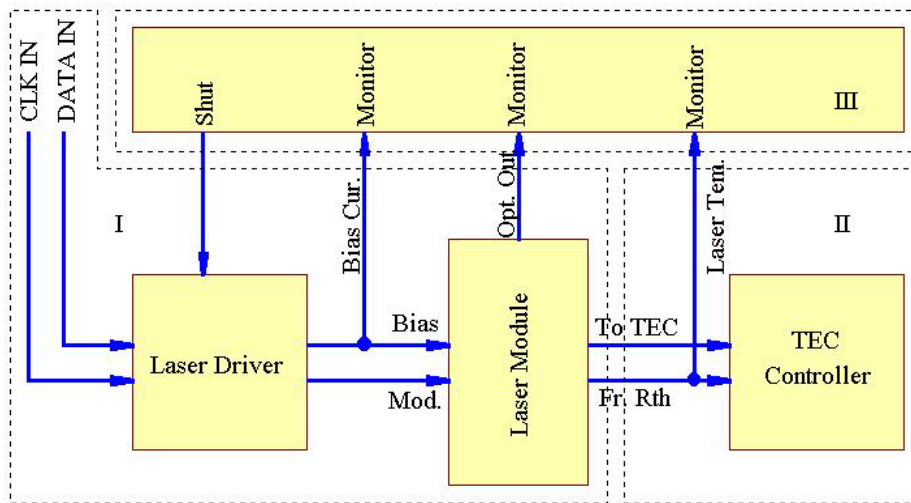 CLK IN
DATA IN
Shut
Monitor
Monitor
Monitor
III
I
Bias Cur.
Opt. Out
Laser Tem.
II
Laser Driver
Bias
Mod.
Laser Module
To TEC
Fr. Rth
TEC
Controller